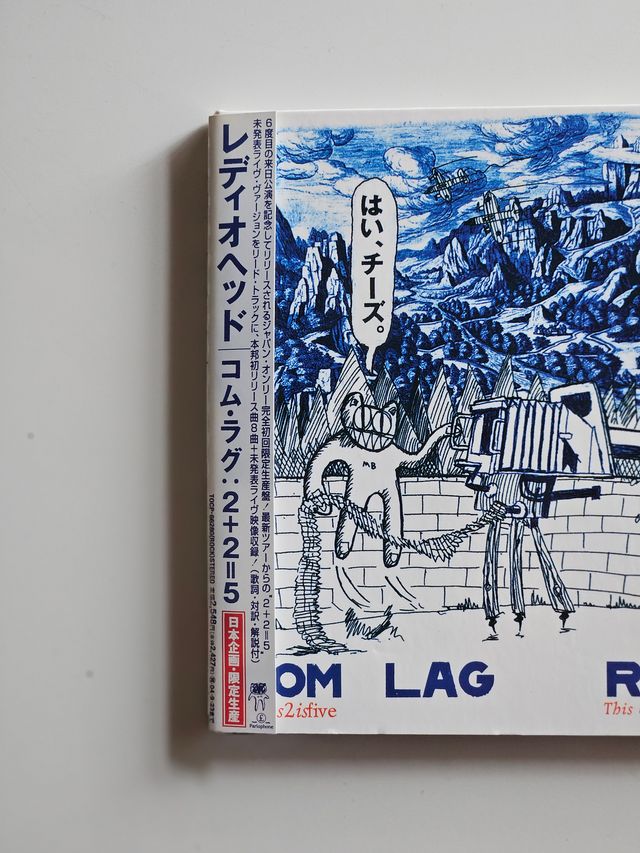 レディオヘッド コム・ラグ:2+2=5
6度目の来日公演を記念してリリースされるジャパン・オンリー完全初回限定生産盤!最新ツアーからの"2+2=5"
未発表ライヴ・ヴァージョンをリード・トラックに、本邦初リリース曲8曲+未発表ライヴ映像収録!(歌詞・対訳・解説付)
日本企画・限定生産
Parlophone
はい、チーズ。
MB
OM LAG R
s2isfive
This